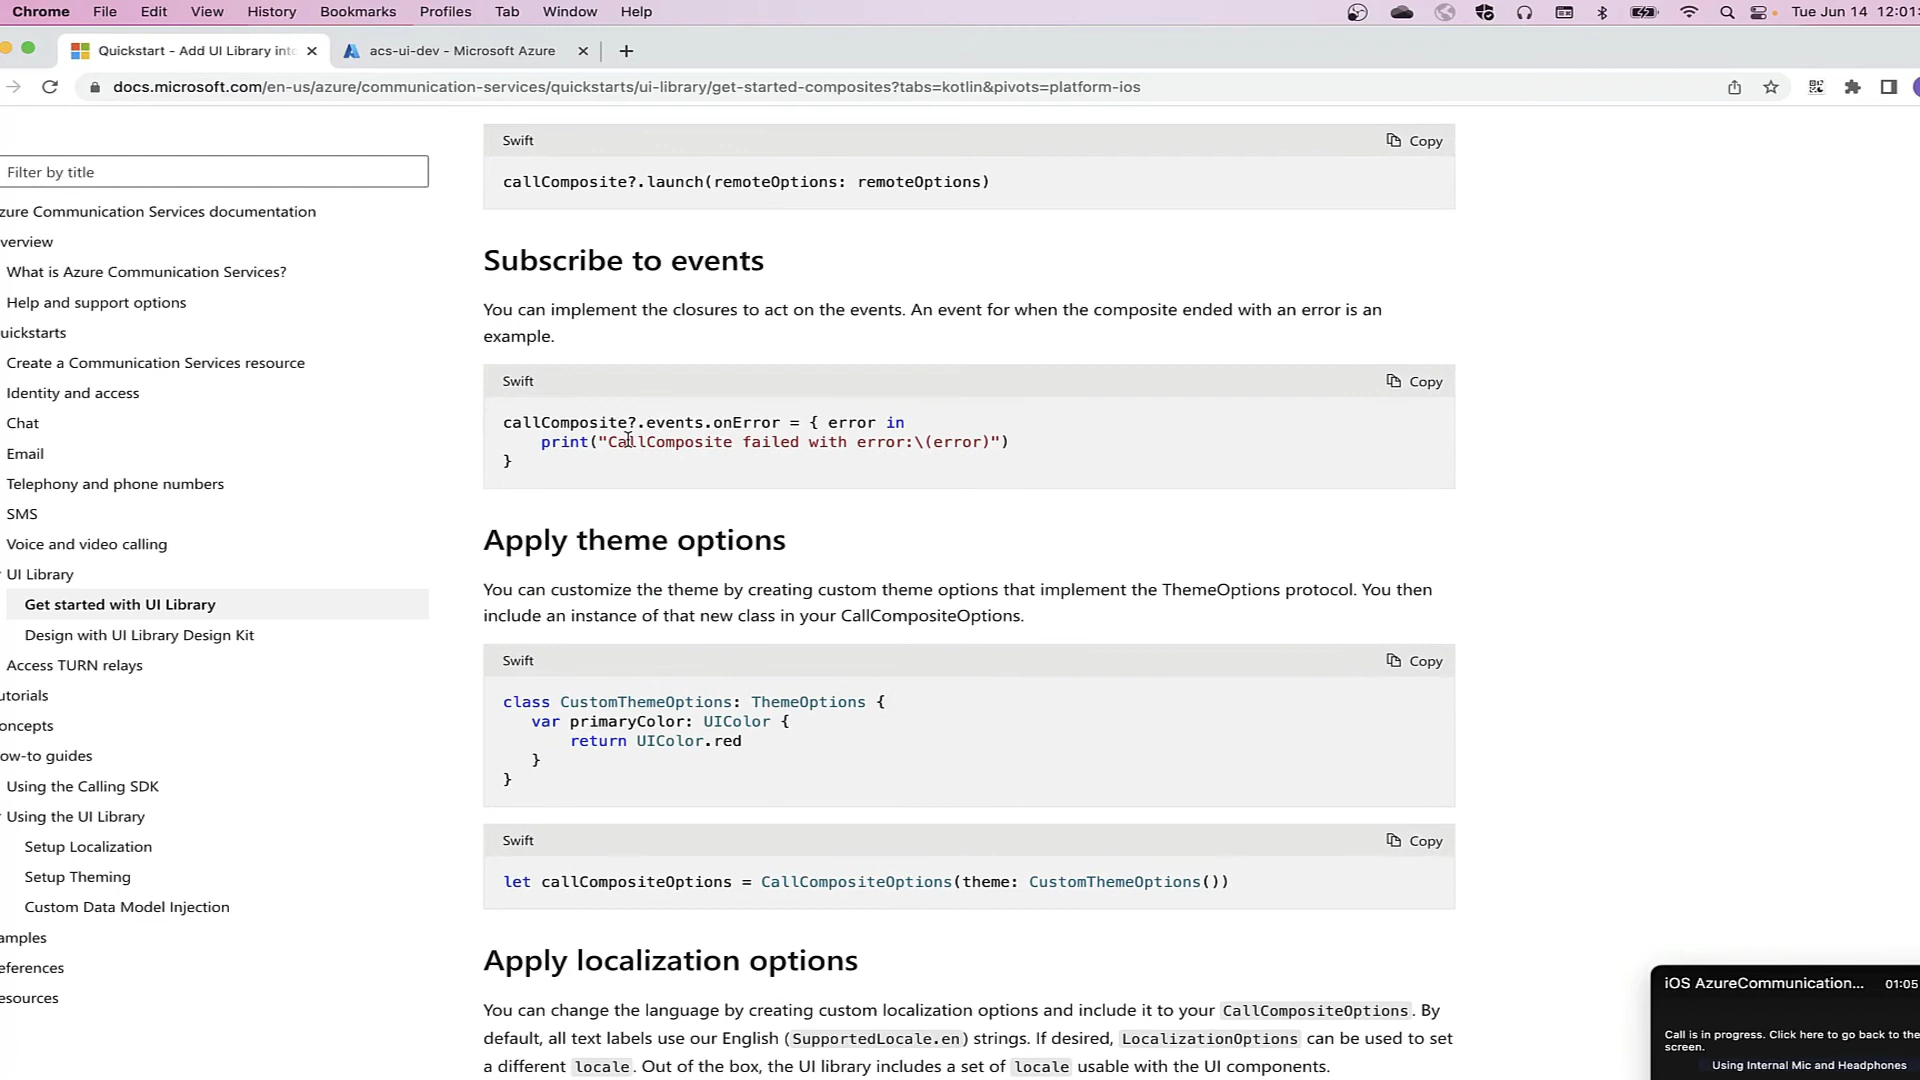 Chrome File Edit View History Bookmarks Profiles Tab Window Help Tue Jun 14 12:01
Quickstart - Add UI Library into acs-ui-dev - Microsoft Azure
docs.microsoft.com/en-us/azure/communication-services/quickstarts/ui-library/get-started-composites?tabs=kotlin&pivots=platform-ios
Filter by title
zure Communication Services documentation
verview
What is Azure Communication Services?
Help and support options
uickstarts
Create a Communication Services resource
Identity and access
Chat
Email
Telephony and phone numbers
SMS
Voice and video calling
UI Library
Get started with UI Library
Design with UI Library Design Kit
Access TURN relays
utorials
oncepts
ow-to guides
Using the Calling SDK
Using the UI Library
Setup Localization
Setup Theming
Custom Data Model Injection
amples
eferences
esources
Swift Copy
callComposite?.launch(remoteOptions: remoteOptions)
Subscribe to events
You can implement the closures to act on the events. An event for when the composite ended with an error is an
example.
Swift Copy
callComposite?.events.onError = { error in
print("CallComposite failed with error:\(error)")
}
Apply theme options
You can customize the theme by creating custom theme options that implement the ThemeOptions protocol. You then
include an instance of that new class in your CallCompositeOptions.
Swift Copy
class CustomThemeOptions: ThemeOptions {
var primaryColor: UIColor {
return UIColor.red
}
}
Swift Copy
let callCompositeOptions = CallCompositeOptions(theme: CustomThemeOptions())
Apply localization options
You can change the language by creating custom localization options and include it to your CallCompositeOptions. By
default, all text labels use our English (SupportedLocale.en) strings. If desired, LocalizationOptions can be used to set
a different locale. Out of the box, the UI library includes a set of locale usable with the UI components.
iOS AzureCommunication... 01:05
Call is in progress. Click here to go back to the
screen.
Using Internal Mic and Headphones